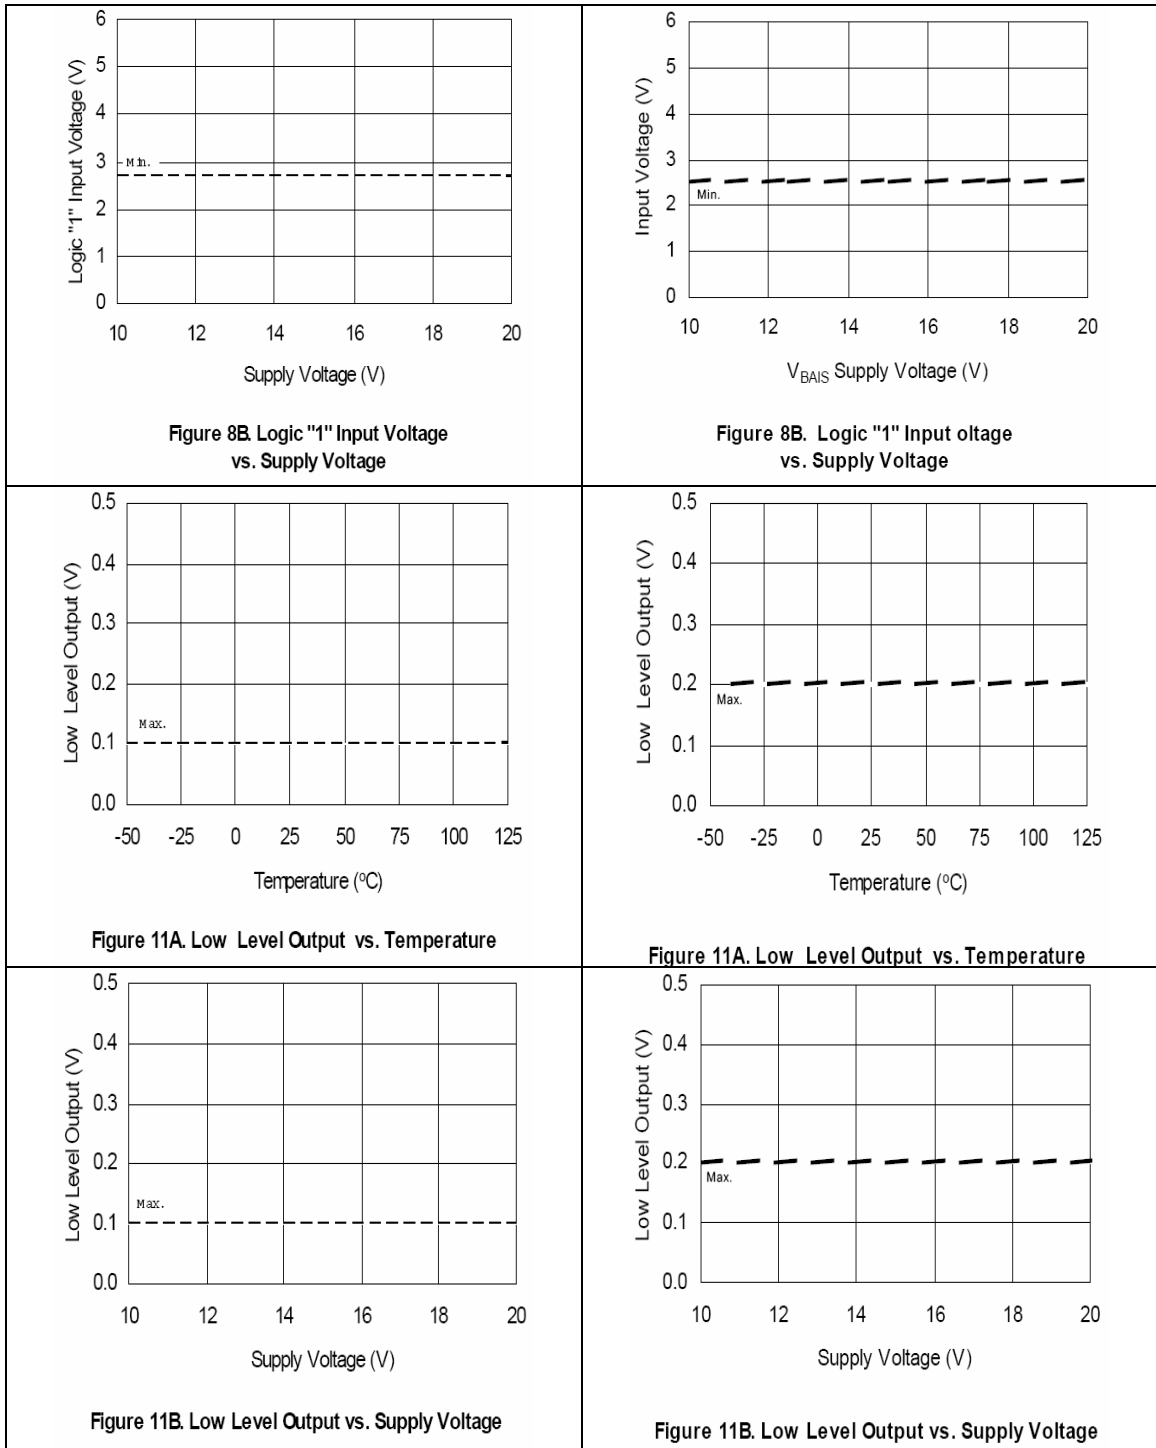 6
5
4
3
2
1
0
Logic "1" Input Voltage (V)
Min.
10 12 14 16 18 20
Supply Voltage (V)
Figure 8B. Logic "1" Input Voltage
vs. Supply Voltage
6
5
4
3
2
1
0
Input Voltage (V)
Min.
10 12 14 16 18 20
VBAIS Supply Voltage (V)
Figure 8B. Logic "1" Input oltage
vs. Supply Voltage
0.5
0.4
0.3
0.2
0.1
0.0
Low Level Output (V)
Max.
-50 -25 0 25 50 75 100 125
Temperature (ºC)
Figure 11A. Low Level Output vs. Temperature
0.5
0.4
0.3
0.2
0.1
0.0
Low Level Output (V)
Max.
-50 -25 0 25 50 75 100 125
Temperature (ºC)
Figure 11A. Low Level Output vs. Temperature
0.5
0.4
0.3
0.2
0.1
0.0
Low Level Output (V)
Max.
10 12 14 16 18 20
Supply Voltage (V)
Figure 11B. Low Level Output vs. Supply Voltage
0.5
0.4
0.3
0.2
0.1
0.0
Low Level Output (V)
Max.
10 12 14 16 18 20
Supply Voltage (V)
Figure 11B. Low Level Output vs. Supply Voltage